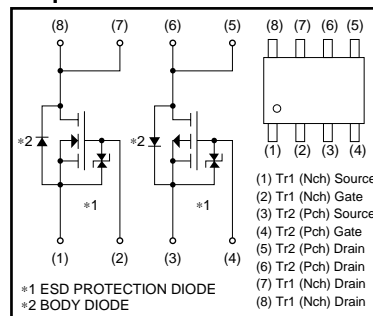 (8) (7) (6) (5)
(8) (7) (6) (5)
*2
*2
*1
*1
(1) (2) (3) (4)
(1) (2) (3) (4)
(1) Tr1 (Nch) Source
(2) Tr1 (Nch) Gate
(3) Tr2 (Pch) Source
(4) Tr2 (Pch) Gate
(5) Tr2 (Pch) Drain
(6) Tr2 (Pch) Drain
(7) Tr1 (Nch) Drain
(8) Tr1 (Nch) Drain
*1 ESD PROTECTION DIODE
*2 BODY DIODE